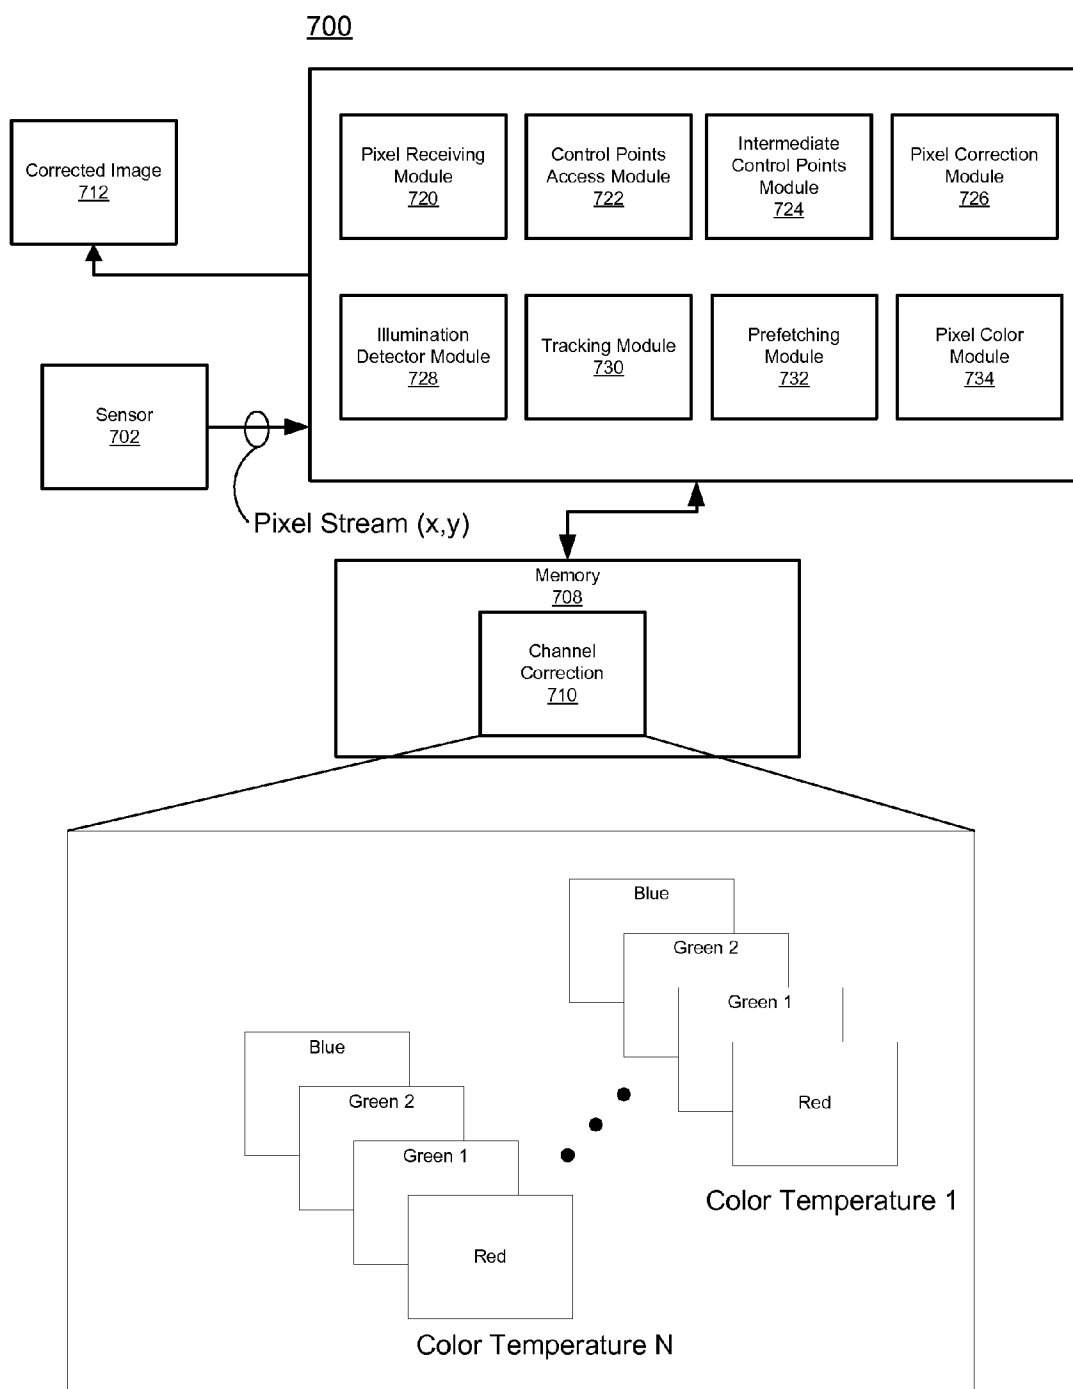 700
Corrected Image
712
Pixel Receiving
Module
720
Control Points
Access Module
722
Intermediate
Control Points
Module
724
Pixel Correction
Module
726
Illumination
Detector Module
728
Tracking Module
730
Prefetching
Module
732
Pixel Color
Module
734
Sensor
702
Pixel Stream (x,y)
Memory
708
Channel
Correction
710
Blue
Green 2
Green 1
Red
Color Temperature 1
Blue
Green 2
Green 1
Red
Color Temperature N